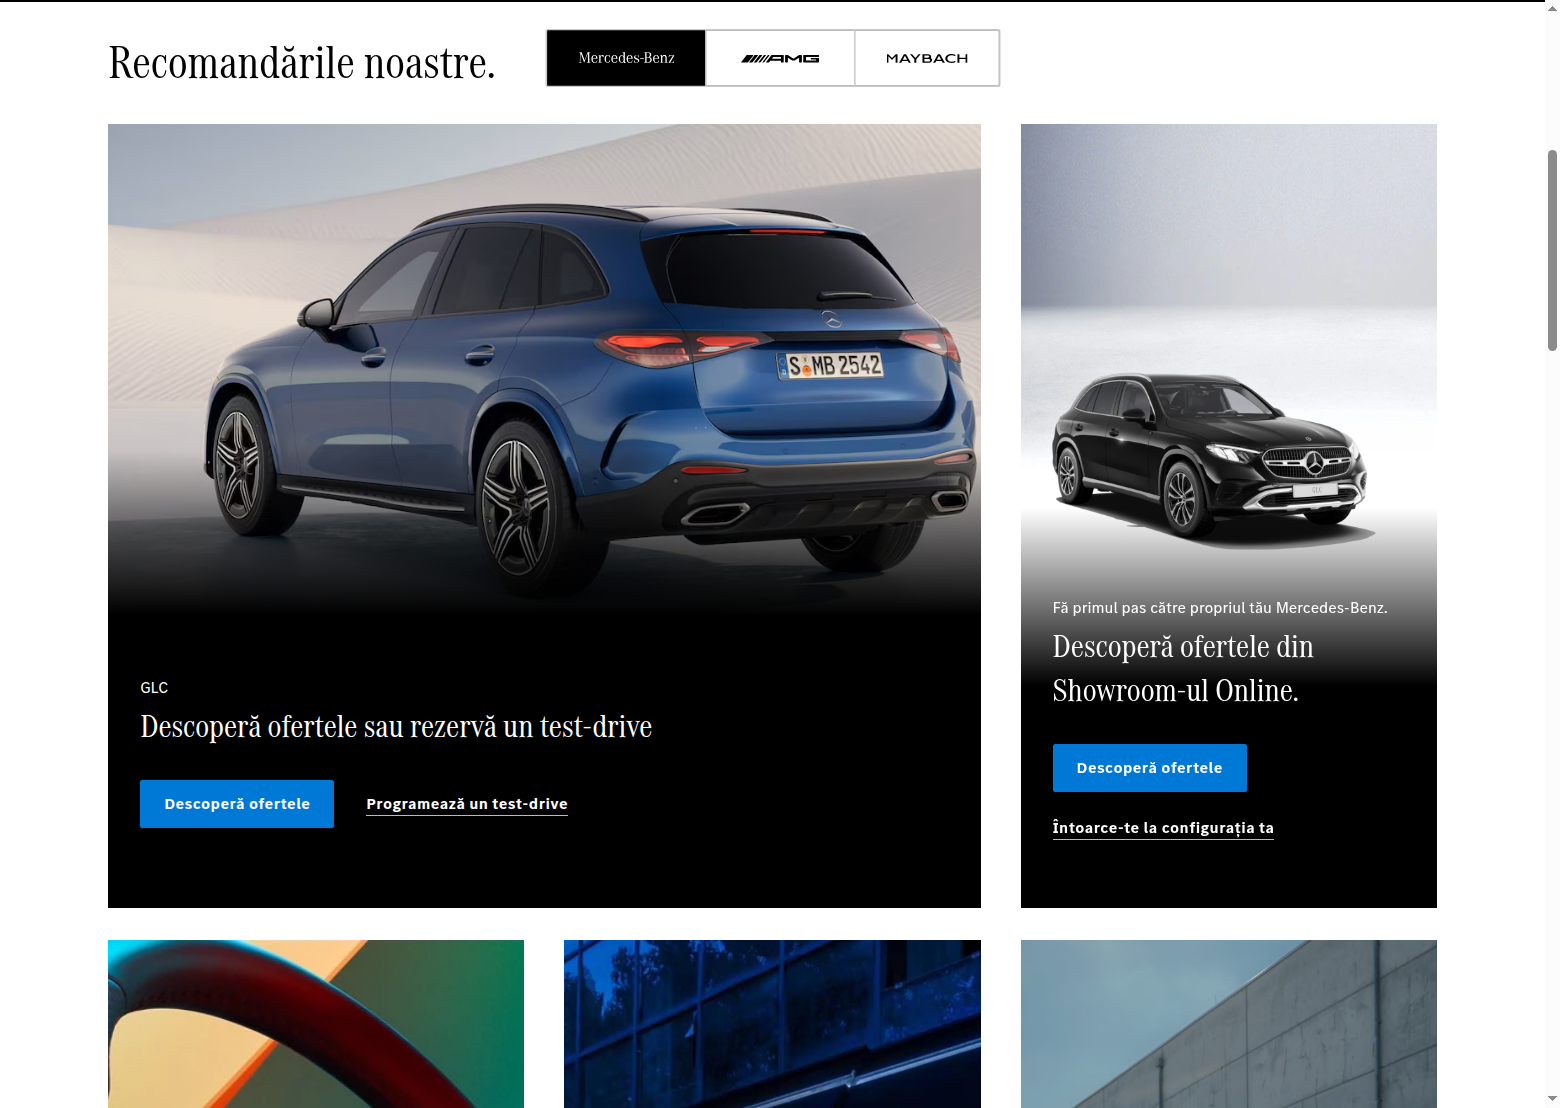 Recomandările noastre.
Mercedes-Benz
AMG
MAYBACH
S MB 2542
GLC
Descoperă ofertele sau rezervă un test-drive
Descoperă ofertele
Programează un test-drive
GLC
Fă primul pas către propriul tău Mercedes-Benz.
Descoperă ofertele din
Showroom-ul Online.
Descoperă ofertele
Întoarce-te la configurația ta